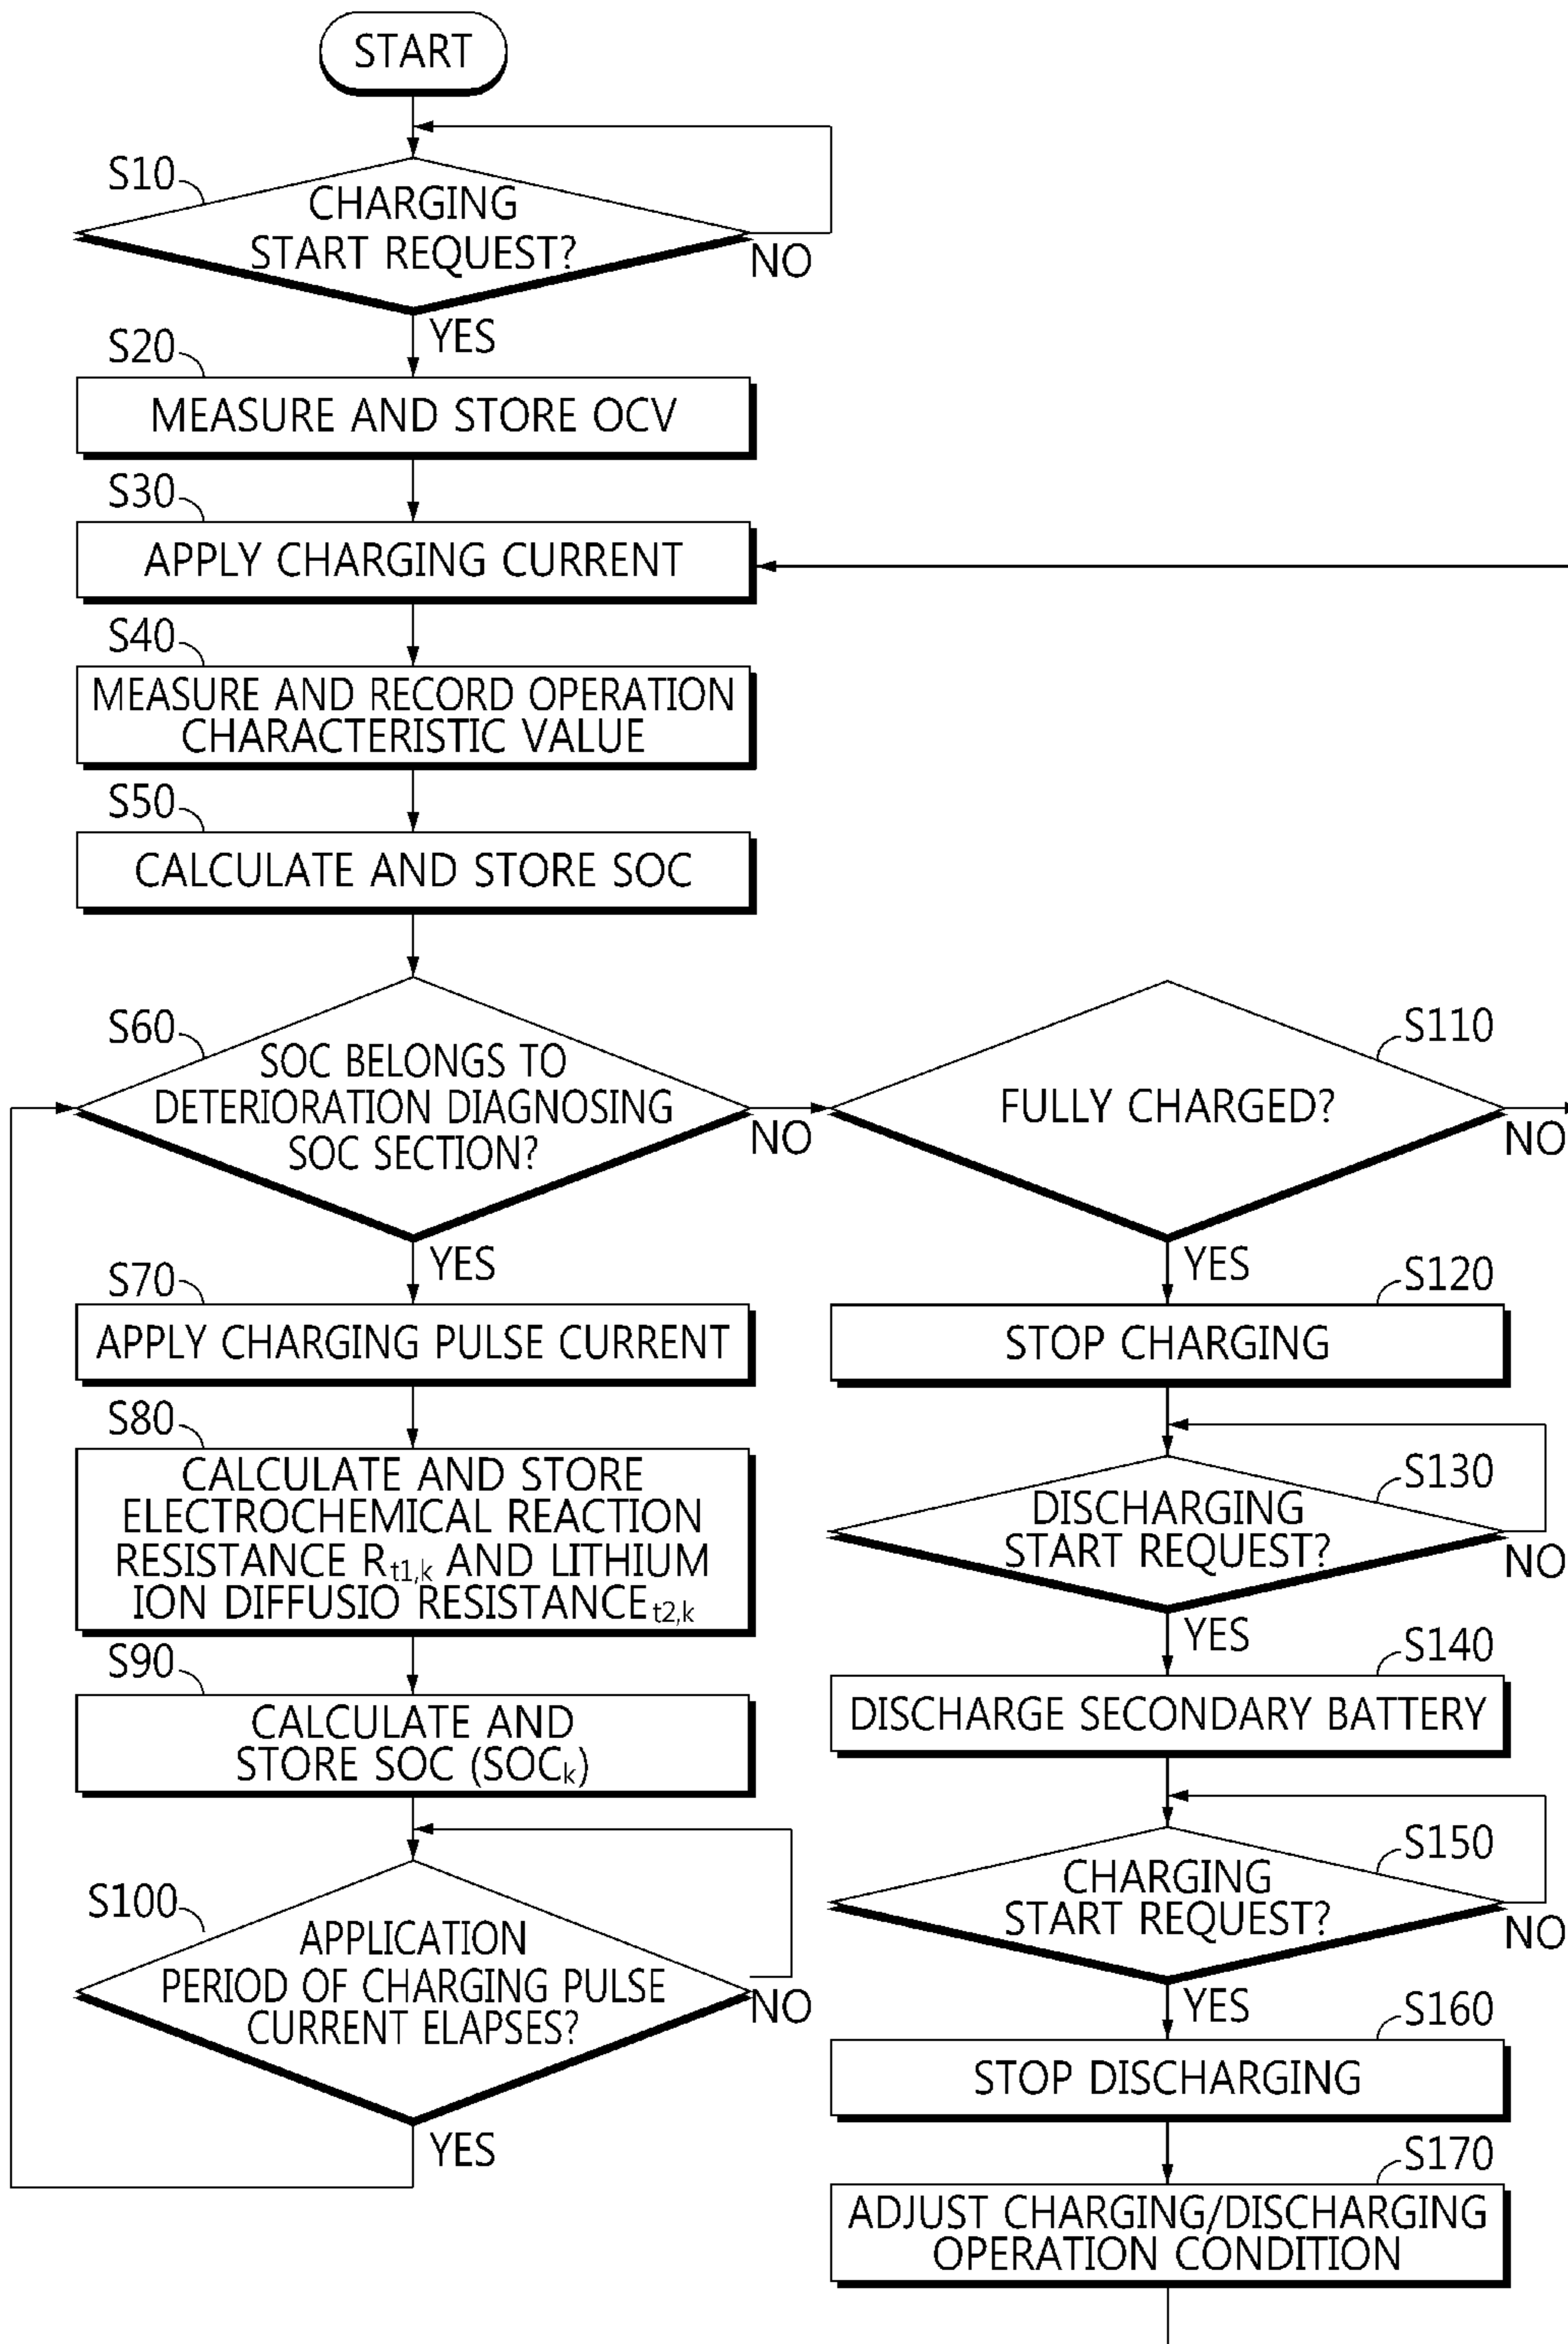 START
S10
CHARGING
START REQUEST?
NO
YES
S20
MEASURE AND STORE OCV
S30
APPLY CHARGING CURRENT
S40
MEASURE AND RECORD OPERATION
CHARACTERISTIC VALUE
S50
CALCULATE AND STORE SOC
S60
SOC BELONGS TO
DETERIORATION DIAGNOSING
SOC SECTION?
NO
YES
S70
APPLY CHARGING PULSE CURRENT
S80
CALCULATE AND STORE
ELECTROCHEMICAL REACTION
RESISTANCE Rt1,k AND LITHIUM
ION DIFFUSIO RESISTANCEt2,k
S90
CALCULATE AND
STORE SOC (SOCk)
S100
APPLICATION
PERIOD OF CHARGING PULSE
CURRENT ELAPSES?
NO
YES
S110
FULLY CHARGED?
NO
YES
S120
STOP CHARGING
S130
DISCHARGING
START REQUEST?
NO
YES
S140
DISCHARGE SECONDARY BATTERY
S150
CHARGING
START REQUEST?
NO
YES
S160
STOP DISCHARGING
S170
ADJUST CHARGING/DISCHARGING
OPERATION CONDITION